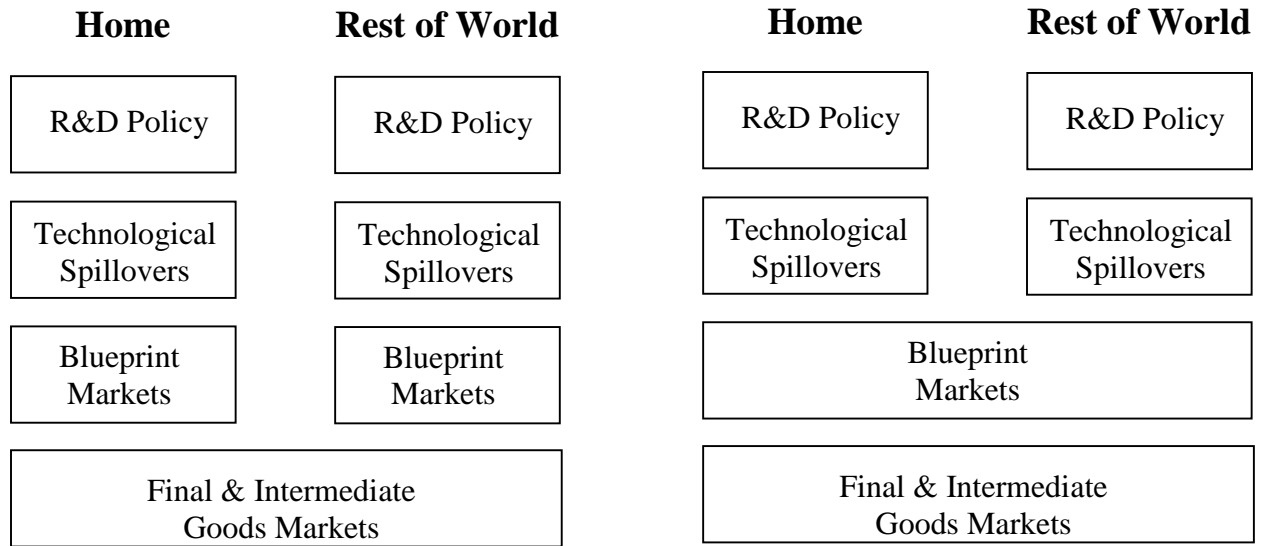 Home Rest of World
R&D Policy R&D Policy
Technological Technological
Spillovers Spillovers
Blueprint Blueprint
Markets Markets
Final & Intermediate
Goods Markets
Home Rest of World
R&D Policy R&D Policy
Technological Technological
Spillovers Spillovers
Blueprint
Markets
Final & Intermediate
Goods Markets